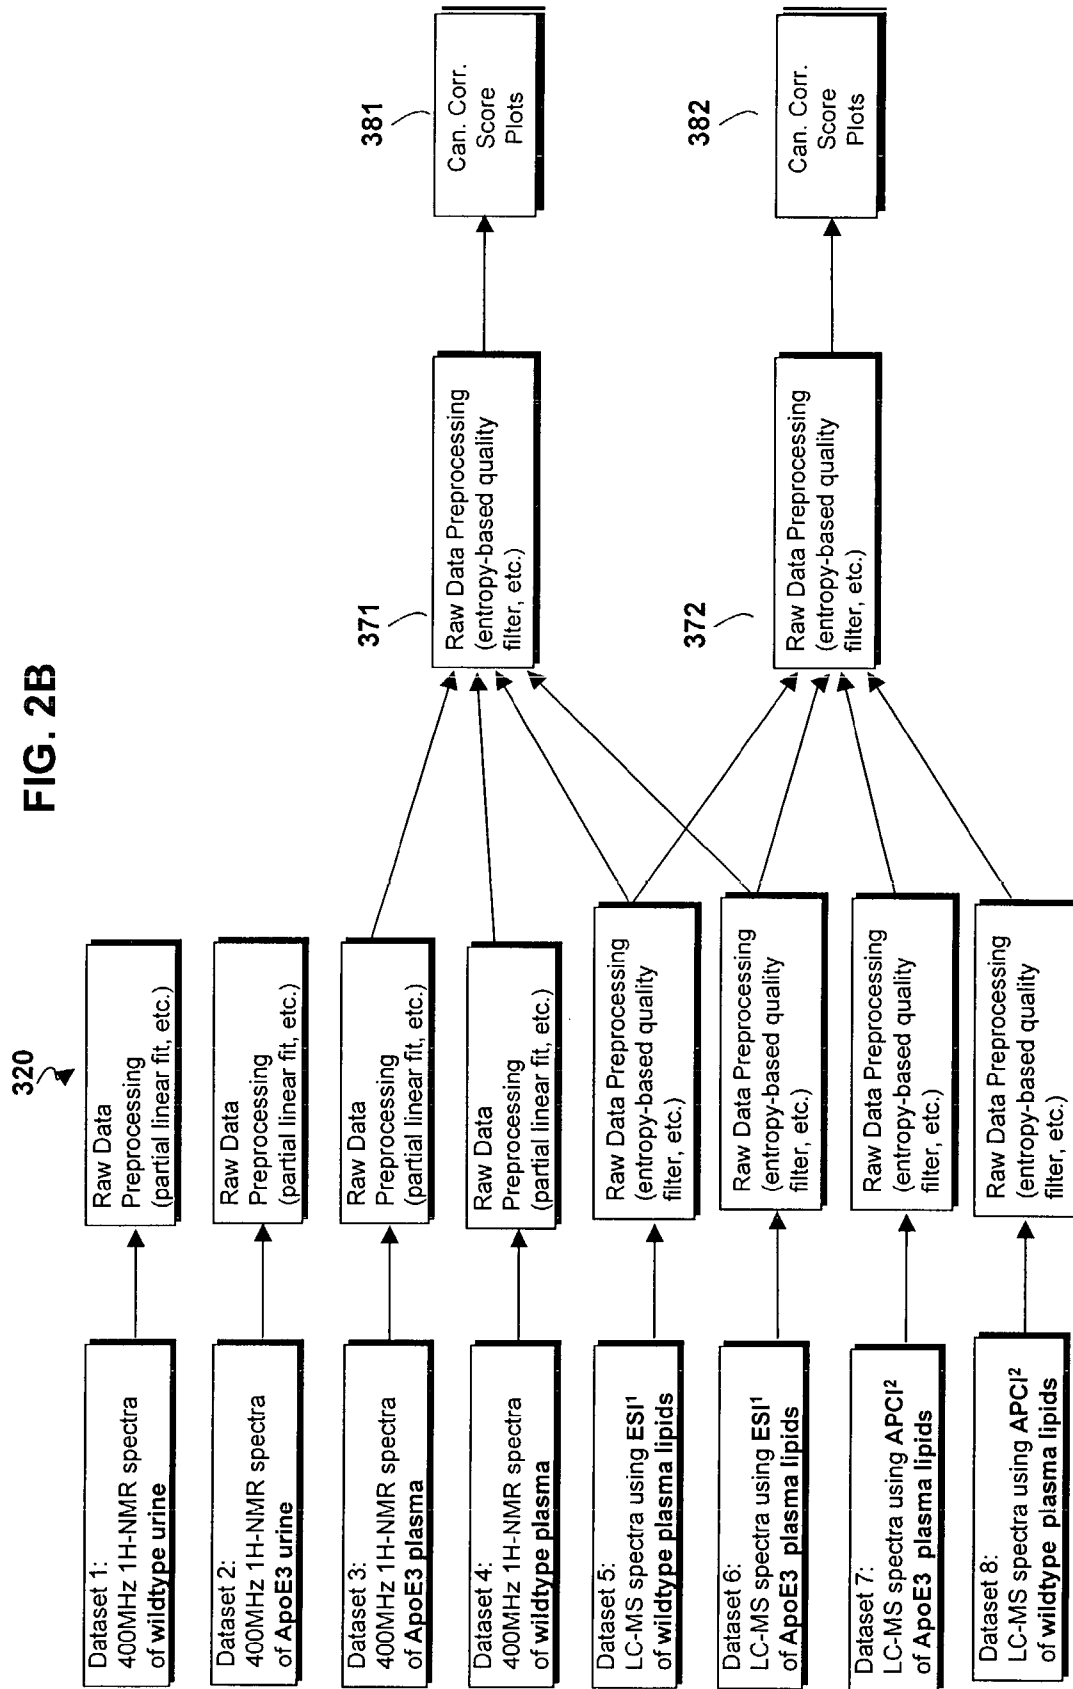 FIG. 2B
320
Dataset 1:
400MHz 1H-NMR spectra
of wildtype urine
Raw Data
Preprocessing
(partial linear fit, etc.)
Dataset 2:
400MHz 1H-NMR spectra
of ApoE3 urine
Raw Data
Preprocessing
(partial linear fit, etc.)
Dataset 3:
400MHz 1H-NMR spectra
of ApoE3 plasma
Raw Data
Preprocessing
(partial linear fit, etc.)
Dataset 4:
400MHz 1H-NMR spectra
of wildtype plasma
Raw Data
Preprocessing
(partial linear fit, etc.)
Dataset 5:
LC-MS spectra using ESI¹
of wildtype plasma lipids
Raw Data Preprocessing
(entropy-based quality
filter, etc.)
Dataset 6:
LC-MS spectra using ESI¹
of ApoE3 plasma lipids
Raw Data Preprocessing
(entropy-based quality
filter, etc.)
Dataset 7:
LC-MS spectra using APCI²
of ApoE3 plasma lipids
Raw Data Preprocessing
(entropy-based quality
filter, etc.)
Dataset 8:
LC-MS spectra using APCI²
of wildtype plasma lipids
Raw Data Preprocessing
(entropy-based quality
filter, etc.)
371
Raw Data Preprocessing
(entropy-based quality
filter, etc.)
381
Can. Corr.
Score
Plots
372
Raw Data Preprocessing
(entropy-based quality
filter, etc.)
382
Can. Corr.
Score
Plots